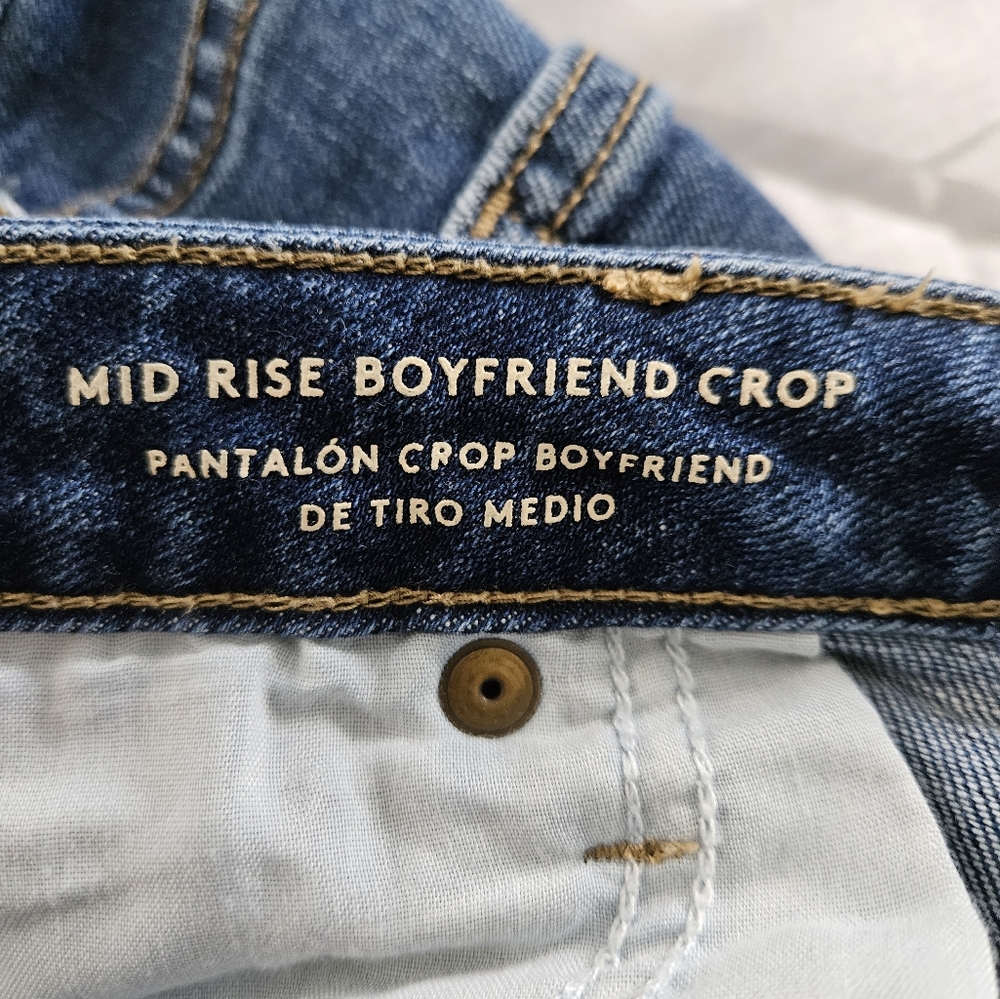 MID RISE BOYFRIEND CROP
PANTALÓN CROP BOYFRIEND
DE TIRO MEDIO